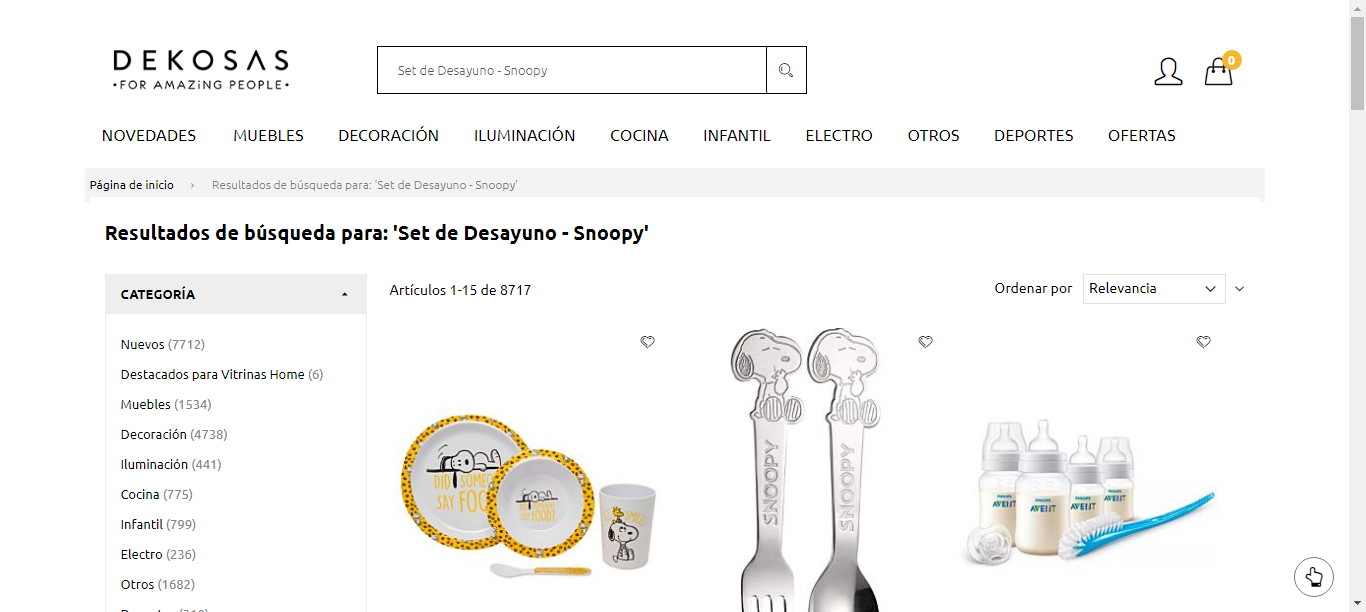 DEKOSAS
•FOR AMAZiNG PEOPLE•
Set de Desayuno - Snoopy
0
NOVEDADES MUEBLES DECORACIÓN ILUMINACIÓN COCINA INFANTIL ELECTRO OTROS DEPORTES OFERTAS
Página de inicio › Resultados de búsqueda para: 'Set de Desayuno - Snoopy'
Resultados de búsqueda para: 'Set de Desayuno - Snoopy'
CATEGORÍA
Artículos 1-15 de 8717
Ordenar por Relevancia
Nuevos (7712)
Destacados para Vitrinas Home (6)
Muebles (1534)
Decoración (4738)
Iluminación (441)
Cocina (775)
Infantil (799)
Electro (236)
Otros (1682)
DID SOMEONE
SAY FOOD?
SNOOPY
SNOOPY
PHILIPS
AVENT
PHILIPS
AVENT
PHILIPS
AVENT